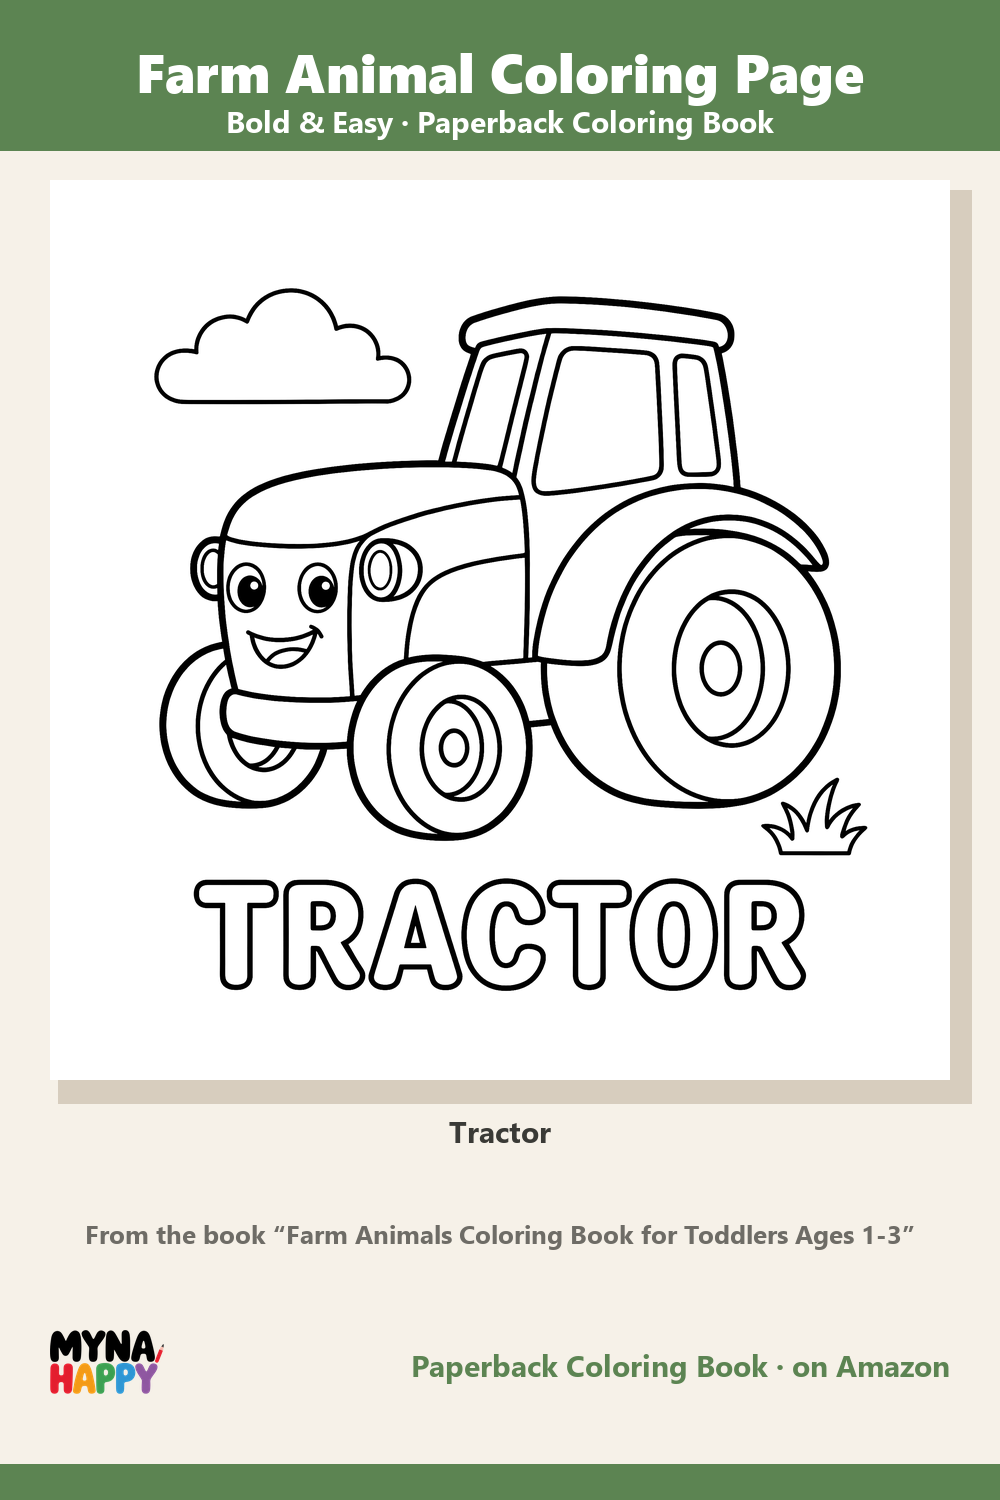 Farm Animal Coloring Page
Bold & Easy · Paperback Coloring Book
TRACTOR
Tractor
From the book “Farm Animals Coloring Book for Toddlers Ages 1-3”
MYNA
HAPPY
Paperback Coloring Book · on Amazon